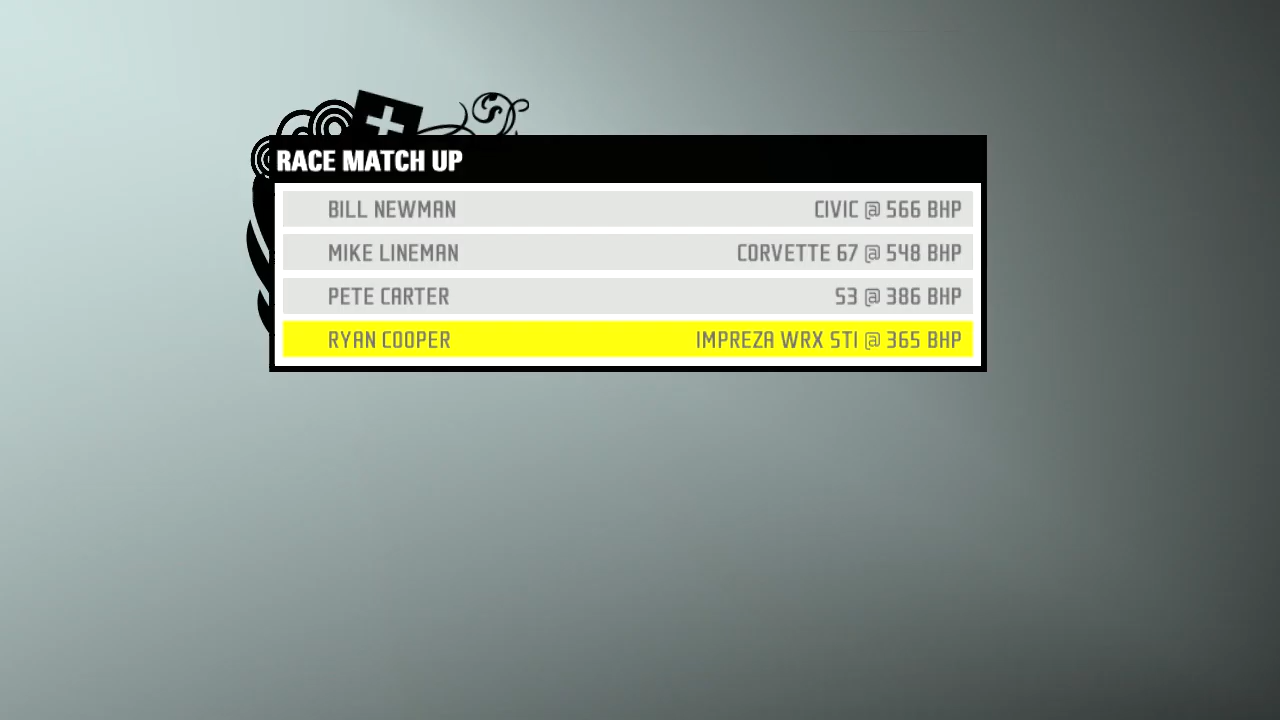 RACE MATCH UP
BILL NEWMAN CIVIC @ 566 BHP
MIKE LINEMAN CORVETTE 67 @ 548 BHP
PETE CARTER S3 @ 386 BHP
RYAN COOPER IMPREZA WRX STI @ 365 BHP